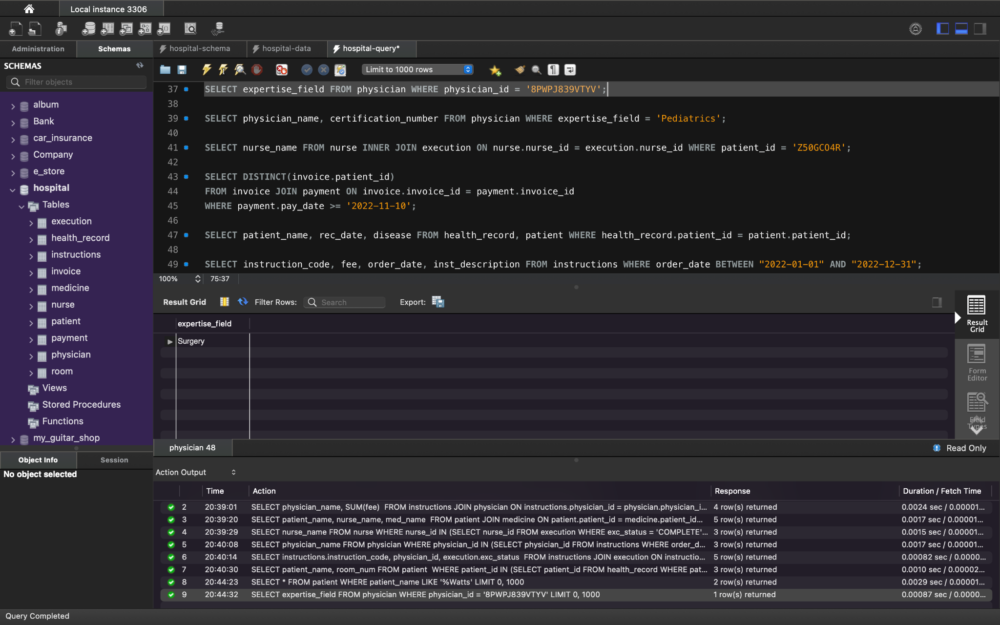 Local instance 3306
Administration
Schemas
hospital-schema
hospital-data
hospital-query*
SCHEMAS
Filter objects
Limit to 1000 rows
album
Bank
car_insurance
Company
e_store
hospital
Tables
execution
health_record
instructions
invoice
medicine
nurse
patient
payment
physician
room
Views
Stored Procedures
Functions
my_guitar_shop
Object Info
Session
No object selected
37 SELECT expertise_field FROM physician WHERE physician_id = '8PWPJ839VTYV';
38
39 SELECT physician_name, certification_number FROM physician WHERE expertise_field = 'Pediatrics';
40
41 SELECT nurse_name FROM nurse INNER JOIN execution ON nurse.nurse_id = execution.nurse_id WHERE patient_id = 'Z50GCO4R';
42
43 SELECT DISTINCT(invoice.patient_id)
44 FROM invoice JOIN payment ON invoice.invoice_id = payment.invoice_id
45 WHERE payment.pay_date >= '2022-11-10';
46
47 SELECT patient_name, rec_date, disease FROM health_record, patient WHERE health_record.patient_id = patient.patient_id;
48
49 SELECT instruction_code, fee, order_date, inst_description FROM instructions WHERE order_date BETWEEN "2022-01-01" AND "2022-12-31";
100% 75:37
Result Grid Filter Rows: Search Export:
expertise_field
Surgery
Result
Grid
Form
Editor
Field
Types
physician 48
Read Only
Action Output
Time Action Response Duration / Fetch Time
2 20:39:01 SELECT physician_name, SUM(fee) FROM instructions JOIN physician ON instructions.physician_id = physician.physician_i... 4 row(s) returned 0.0024 sec / 0.00001...
3 20:39:20 SELECT patient_name, nurse_name, med_name FROM patient JOIN medicine ON patient.patient_id = medicine.patient_id... 5 row(s) returned 0.0017 sec / 0.00001...
4 20:39:29 SELECT nurse_name FROM nurse WHERE nurse_id IN (SELECT nurse_id FROM execution WHERE exc_status = 'COMPLETE'... 3 row(s) returned 0.0015 sec / 0.00001...
5 20:40:08 SELECT physician_name FROM physician WHERE physician_id IN (SELECT physician_id FROM instructions WHERE order_d... 3 row(s) returned 0.0017 sec / 0.00001...
6 20:40:14 SELECT instructions.instruction_code, physician_id, execution.exc_status FROM instructions JOIN execution ON instructio... 5 row(s) returned 0.00082 sec / 0.0000...
7 20:40:30 SELECT patient_name, room_num FROM patient WHERE patient_id IN (SELECT patient_id FROM health_record WHERE pat... 3 row(s) returned 0.0010 sec / 0.00002...
8 20:44:23 SELECT * FROM patient WHERE patient_name LIKE '%Watts' LIMIT 0, 1000 2 row(s) returned 0.0029 sec / 0.00001...
9 20:44:32 SELECT expertise_field FROM physician WHERE physician_id = '8PWPJ839VTYV' LIMIT 0, 1000 1 row(s) returned 0.00087 sec / 0.0000...
Query Completed